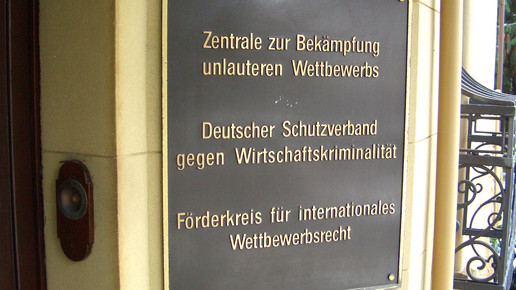 Zentrale zur Bekämpfung
unlauteren Wettbewerbs
Deutscher Schutzverband
gegen Wirtschaftskriminalität
Förderkreis für internationales
Wettbewerbsrecht